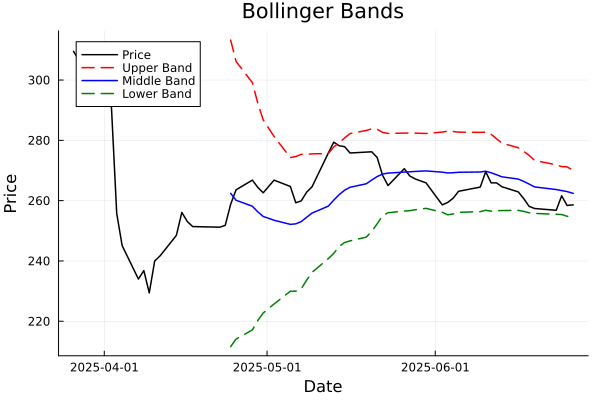 Bollinger Bands
Price
Upper Band
Middle Band
Lower Band
300
280
260
240
220
Price
2025-04-01
2025-05-01
2025-06-01
Date